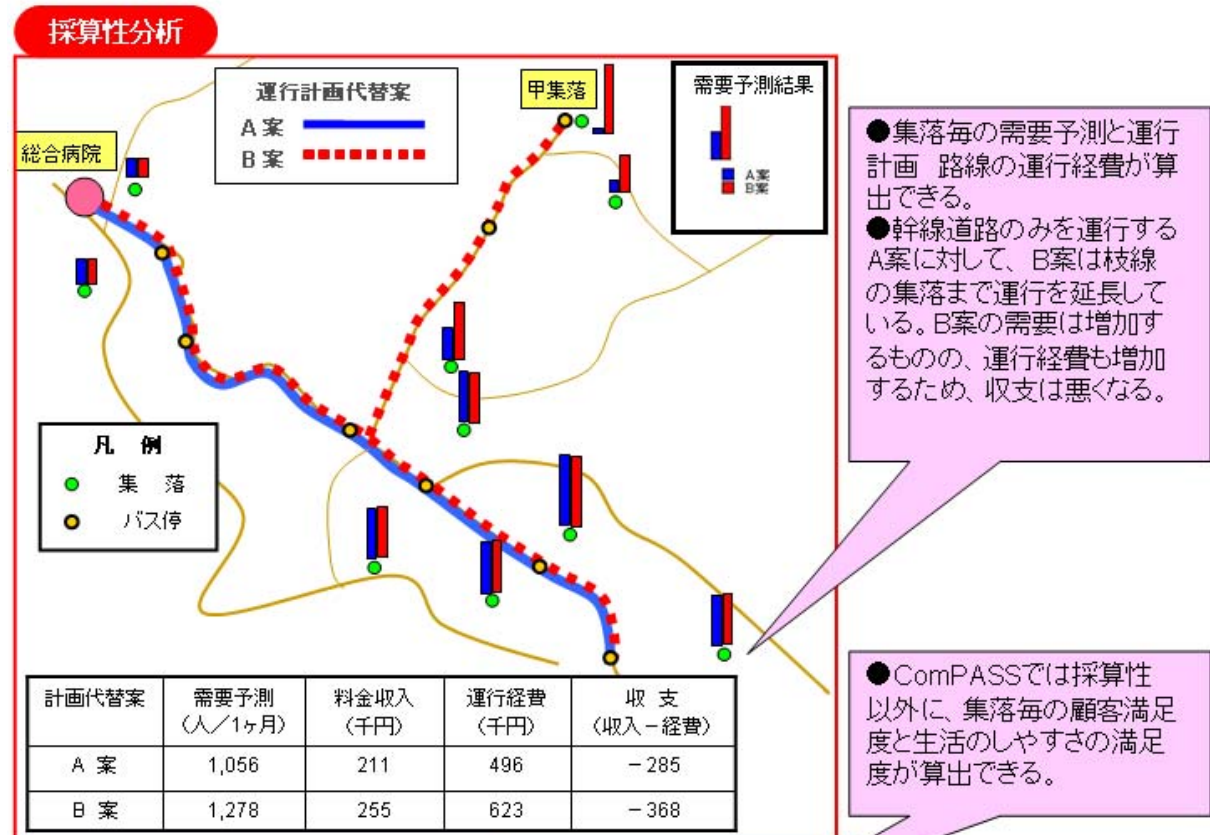 採算性分析
運行計画代替案
A 案
B 案
甲集落
需要予測結果
A案
B案
総合病院
凡 例
集 落
バス停
計画代替案 需要予測 料金収入 運行経費 収 支
(人/1ヶ月) (千円) (千円) (収入-経費)
A 案 1,056 211 496 -285
B 案 1,278 255 623 -368
●集落毎の需要予測と運行
計画 路線の運行経費が算
出できる。
●幹線道路のみを運行する
A案に対して、B案は枝線
の集落まで運行を延長して
いる。B案の需要は増加す
るものの、運行経費も増加
するため、収支は悪くなる。
●ComPASSでは採算性
以外に、集落毎の顧客満足
度と生活のしやすさの満足
度が算出できる。